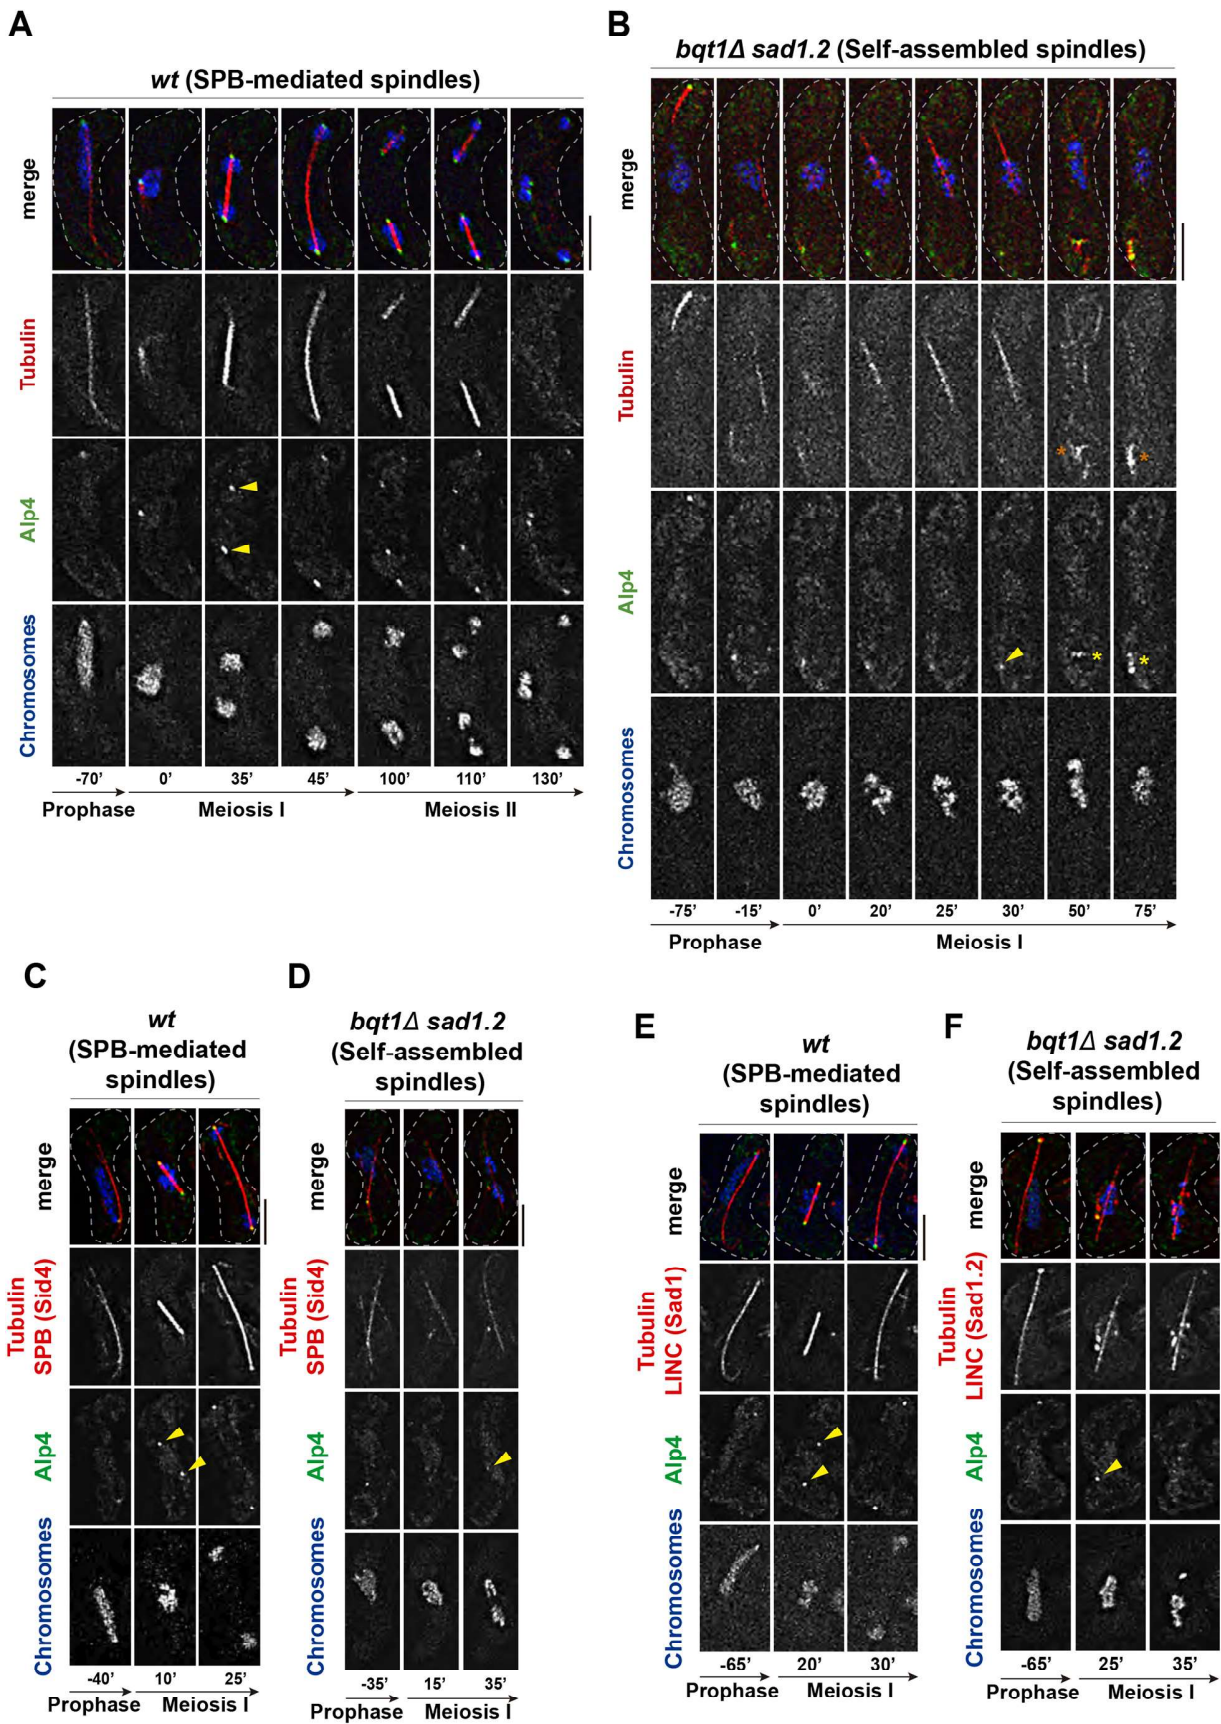 A
wt (SPB-mediated spindles)
merge
Tubulin
Alp4
Chromosomes
-70’ 0’ 35’ 45’ 100’ 110’ 130’
Prophase Meiosis I Meiosis II
B
bqt1Δ sad1.2 (Self-assembled spindles)
merge
Tubulin
* *
Alp4
* *
Chromosomes
-75’ -15’ 0’ 20’ 25’ 30’ 50’ 75’
Prophase Meiosis I
C
wt
(SPB-mediated
spindles)
merge
Tubulin
SPB (Sid4)
Alp4
Chromosomes
-40’ 10’ 25’
Prophase Meiosis I
D
bqt1Δ sad1.2
(Self-assembled
spindles)
merge
Tubulin
SPB (Sid4)
Alp4
Chromosomes
-35’ 15’ 35’
Prophase Meiosis I
E
wt
(SPB-mediated
spindles)
merge
Tubulin
LINC (Sad1)
Alp4
Chromosomes
-65’ 20’ 30’
Prophase Meiosis I
F
bqt1Δ sad1.2
(Self-assembled
spindles)
merge
Tubulin
LINC (Sad1.2)
Alp4
Chromosomes
-65’ 25’ 35’
Prophase Meiosis I